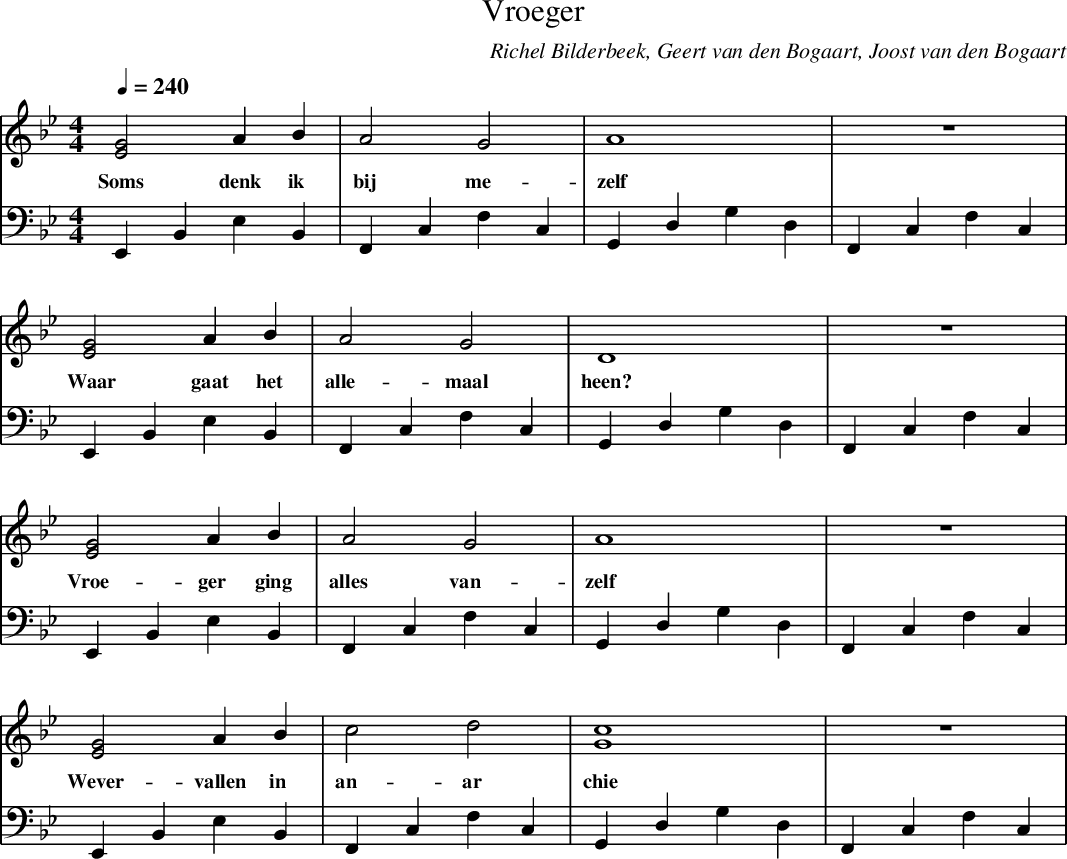 Vroeger
Richel Bilderbeek, Geert van den Bogaart, Joost van den Bogaart
♩ = 240
4
4
Soms denk ik bij me - zelf
4
4
Waar gaat het alle - maal heen?
Vroe - ger ging alles van - zelf
Wever - vallen in an - ar chie